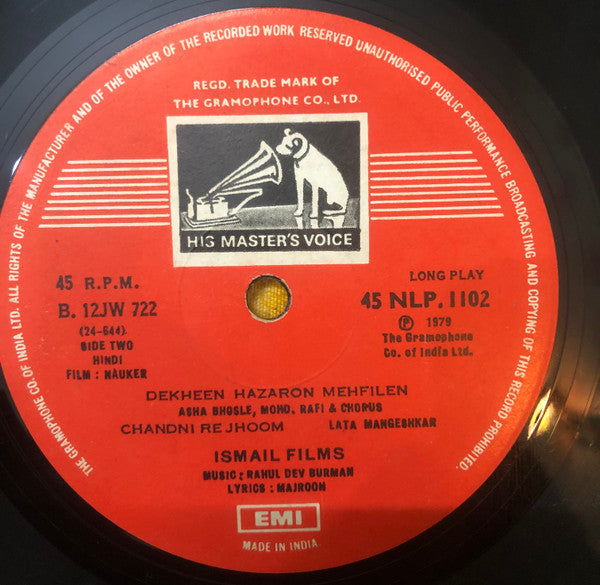 THE GRAMOPHONE CO. OF INDIA LTD. ALL RIGHTS OF THE MANUFACTURER AND OF THE OWNER OF THE RECORDED WORK RESERVED UNAUTHORISED PUBLIC PERFORMANCE BROADCASTING AND COPYING OF THIS RECORD PROHIBITED.
REGD. TRADE MARK OF
THE GRAMOPHONE CO., LTD.
HIS MASTER'S VOICE
45 R.P.M.
B. 12JW 722
(24-644)
SIDE TWO
HINDI
FILM : NAUKER
LONG PLAY
45 NLP. 1102
℗ 1979
The Gramophone
Co. of India Ltd.
DEKHEEN HAZARON MEHFILEN
ASHA BHOSLE, MOHD. RAFI & CHORUS
CHANDNI RE JHOOM LATA MANGESHKAR
ISMAIL FILMS
MUSIC : RAHUL DEV BURMAN
LYRICS : MAJROOH
EMI
MADE IN INDIA